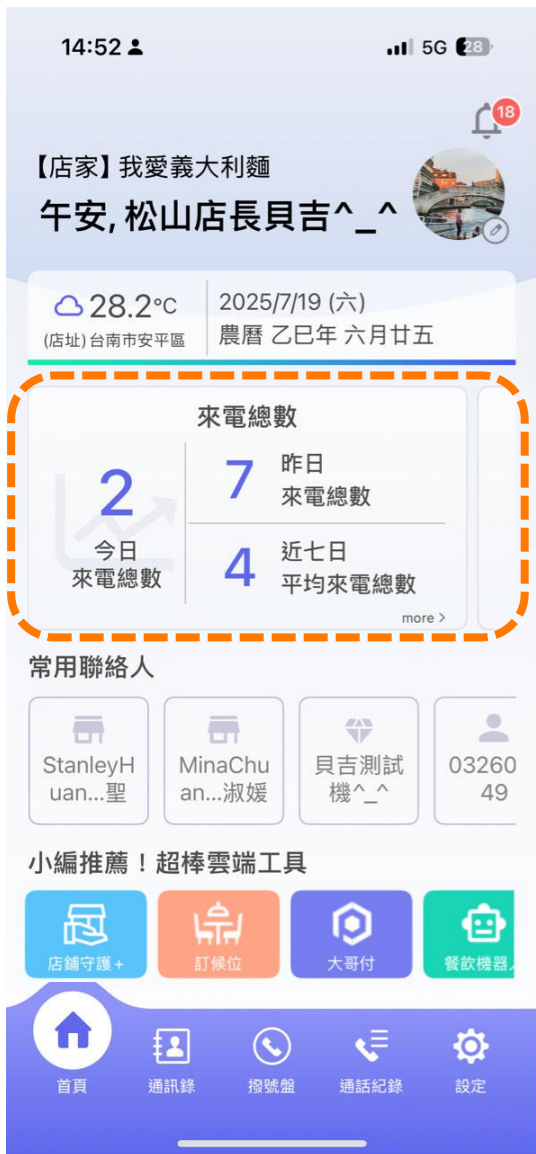 14:52
5G 28
18
【店家】我愛義大利麵
午安, 松山店長貝吉^_^
28.2°C
(店址) 台南市安平區
2025/7/19 (六)
農曆 乙巳年 六月廿五
來電總數
2
今日
來電總數
7
昨日
來電總數
4
近七日
平均來電總數
more >
常用聯絡人
StanleyH
uan...聖
MinaChu
an...淑媛
貝吉測試
機^_^
03260
49
小編推薦！超棒雲端工具
店鋪守護+
訂候位
大哥付
餐飲機器
首頁
通訊錄
撥號盤
通話紀錄
設定